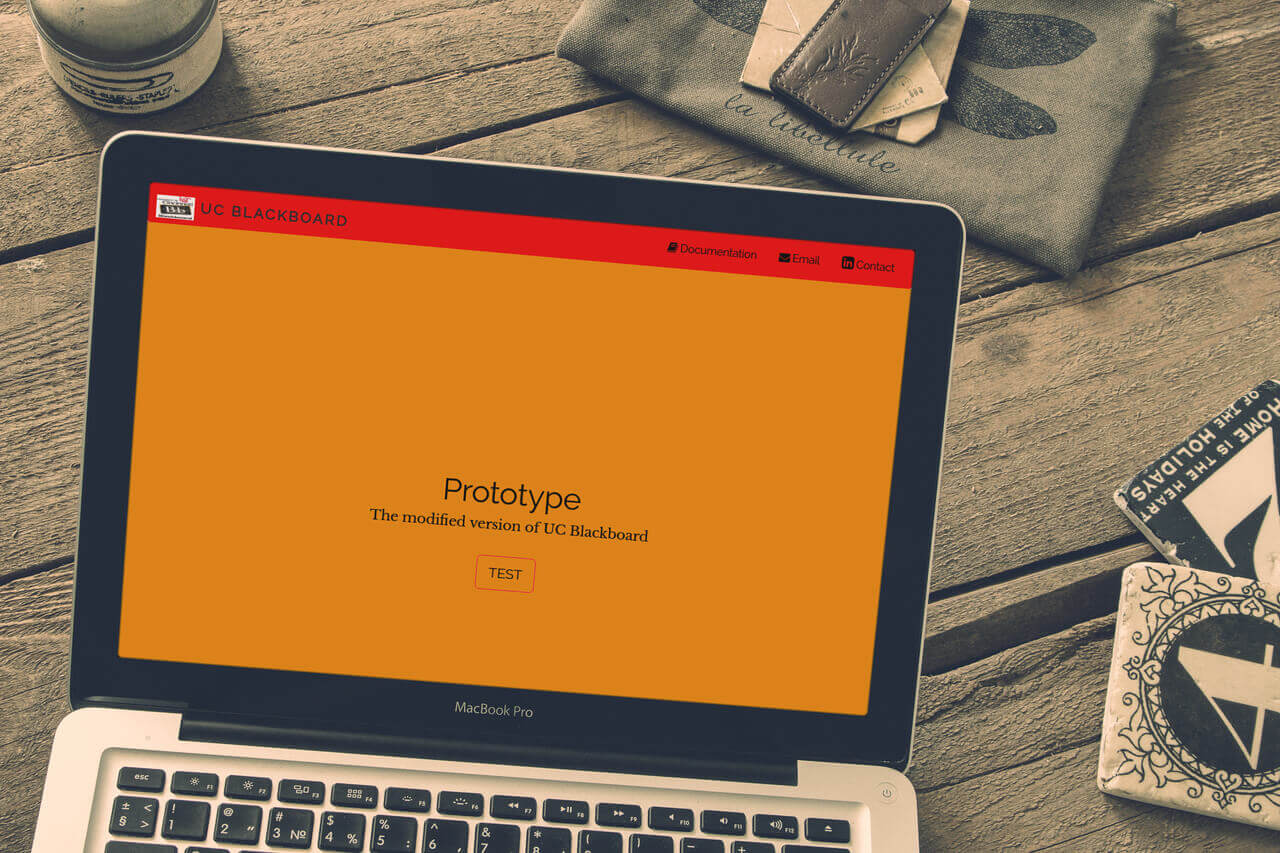 la libellule
UC BLACKBOARD
Documentation
Email
Contact
Prototype
The modified version of UC Blackboard
TEST
MacBook Pro
HOME IS THE HEART
OF THE HOLIDAYS
esc
F1
F2
F3
F4
F5
F6
F7
F8
F9
F10
F11
F12
± <
§ >
! 1
@ 2 "
# 3 №
$ 4 %
% 5 :
^ 6 ,
& 7
* 8